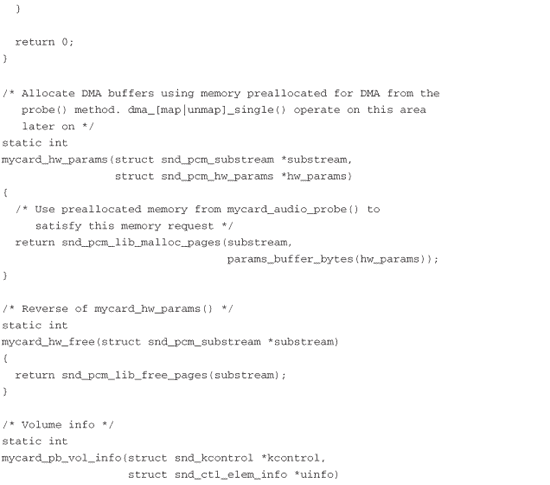 }

  return 0;
}

/* Allocate DMA buffers using memory preallocated for DMA from the
   probe() method. dma_[map|unmap]_single() operate on this area
   later on */
static int
mycard_hw_params(struct snd_pcm_substream *substream,
                 struct snd_pcm_hw_params *hw_params)
{
  /* Use preallocated memory from mycard_audio_probe() to
     satisfy this memory request */
  return snd_pcm_lib_malloc_pages(substream,
                                  params_buffer_bytes(hw_params));
}

/* Reverse of mycard_hw_params() */
static int
mycard_hw_free(struct snd_pcm_substream *substream)
{
  return snd_pcm_lib_free_pages(substream);
}

/* Volume info */
static int
mycard_pb_vol_info(struct snd_kcontrol *kcontrol,
                   struct snd_ctl_elem_info *uinfo)